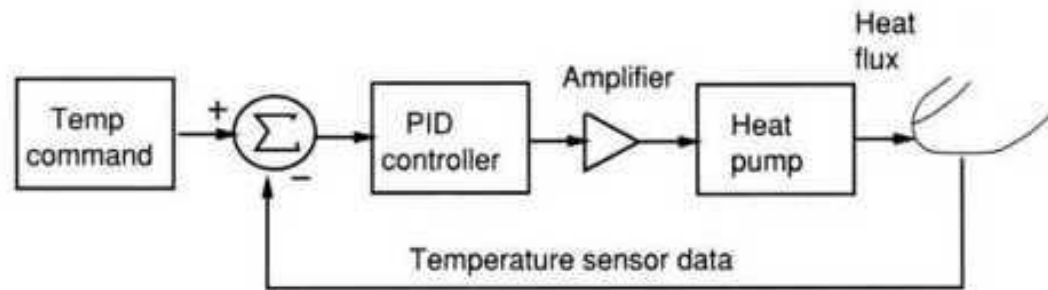 Heat
flux
Amplifier
Temp
command
+
Σ
−
PID
controller
Heat
pump
Temperature sensor data